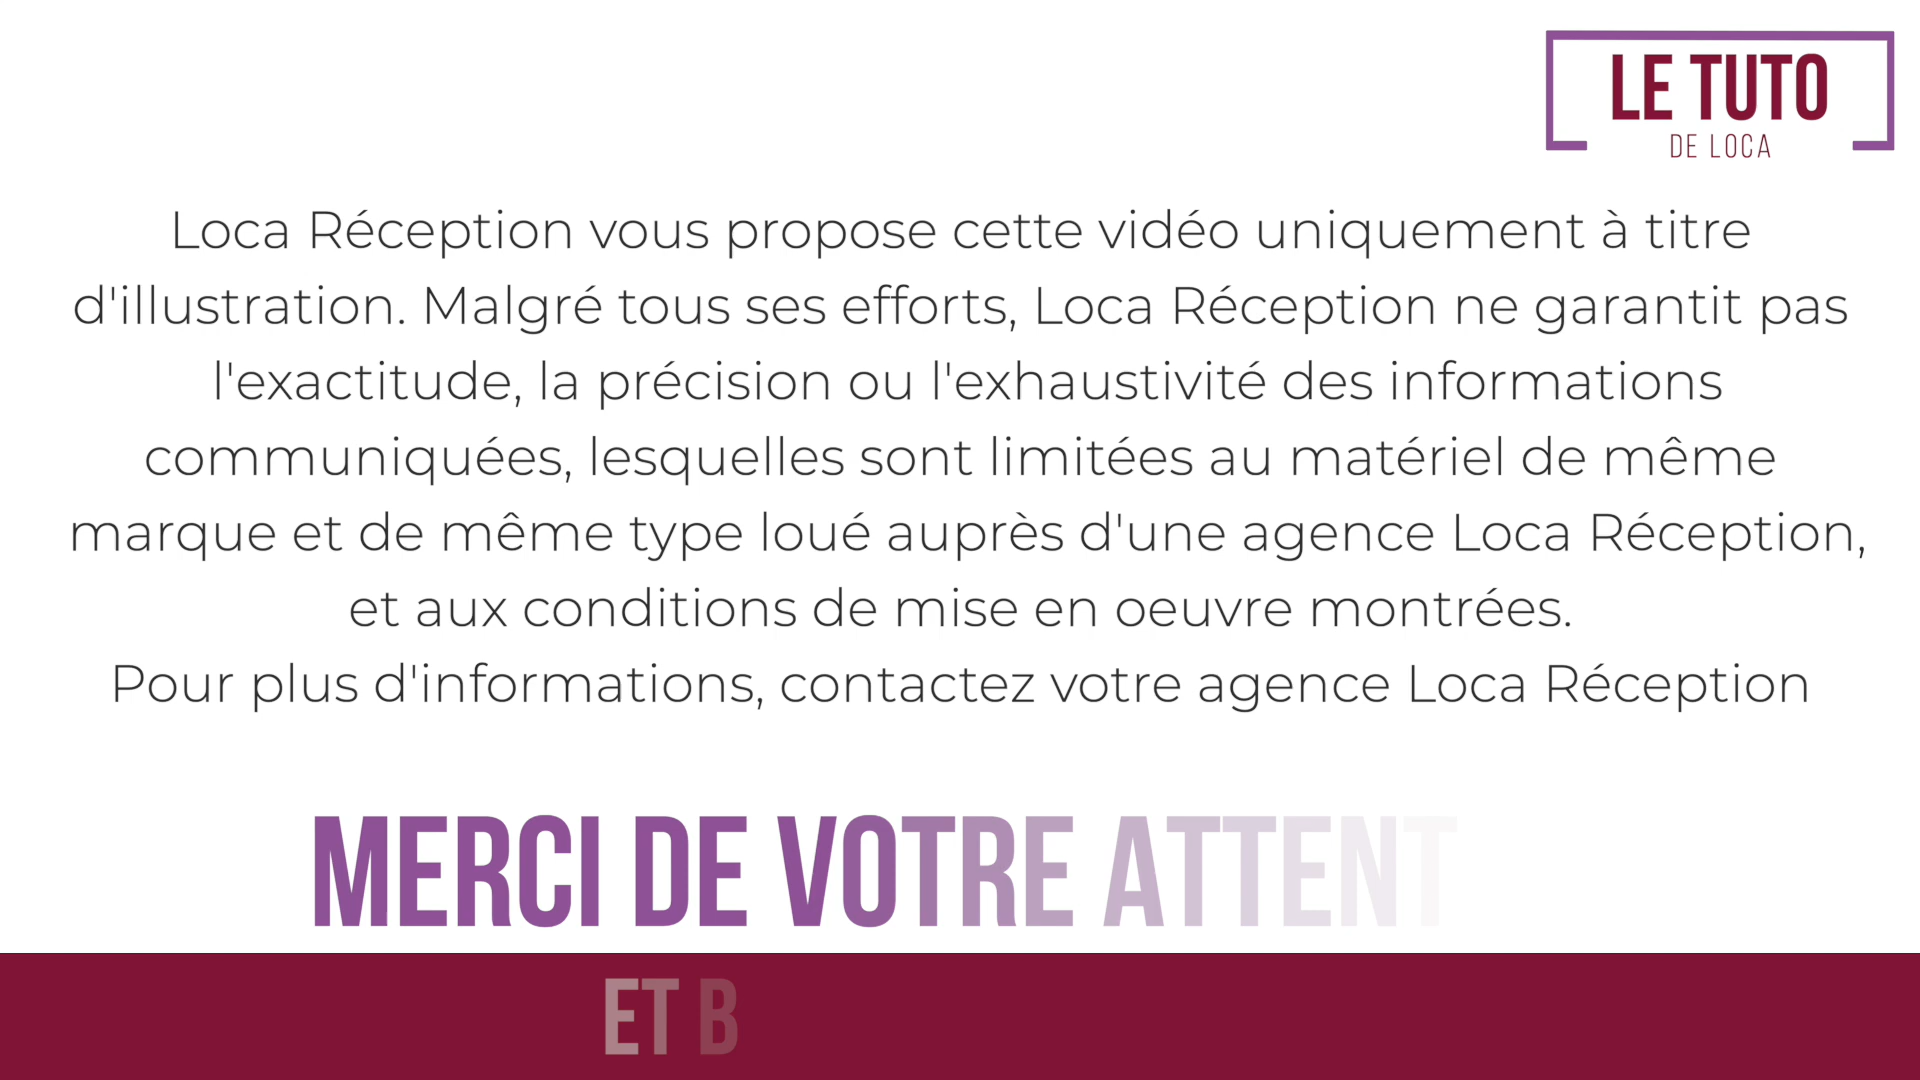 LE TUTO
DE LOCA
Loca Réception vous propose cette vidéo uniquement à titre
d'illustration. Malgré tous ses efforts, Loca Réception ne garantit pas
l'exactitude, la précision ou l'exhaustivité des informations
communiquées, lesquelles sont limitées au matériel de même
marque et de même type loué auprès d'une agence Loca Réception,
et aux conditions de mise en oeuvre montrées.
Pour plus d'informations, contactez votre agence Loca Réception
MERCI DE VOTRE ATTENT
ET B